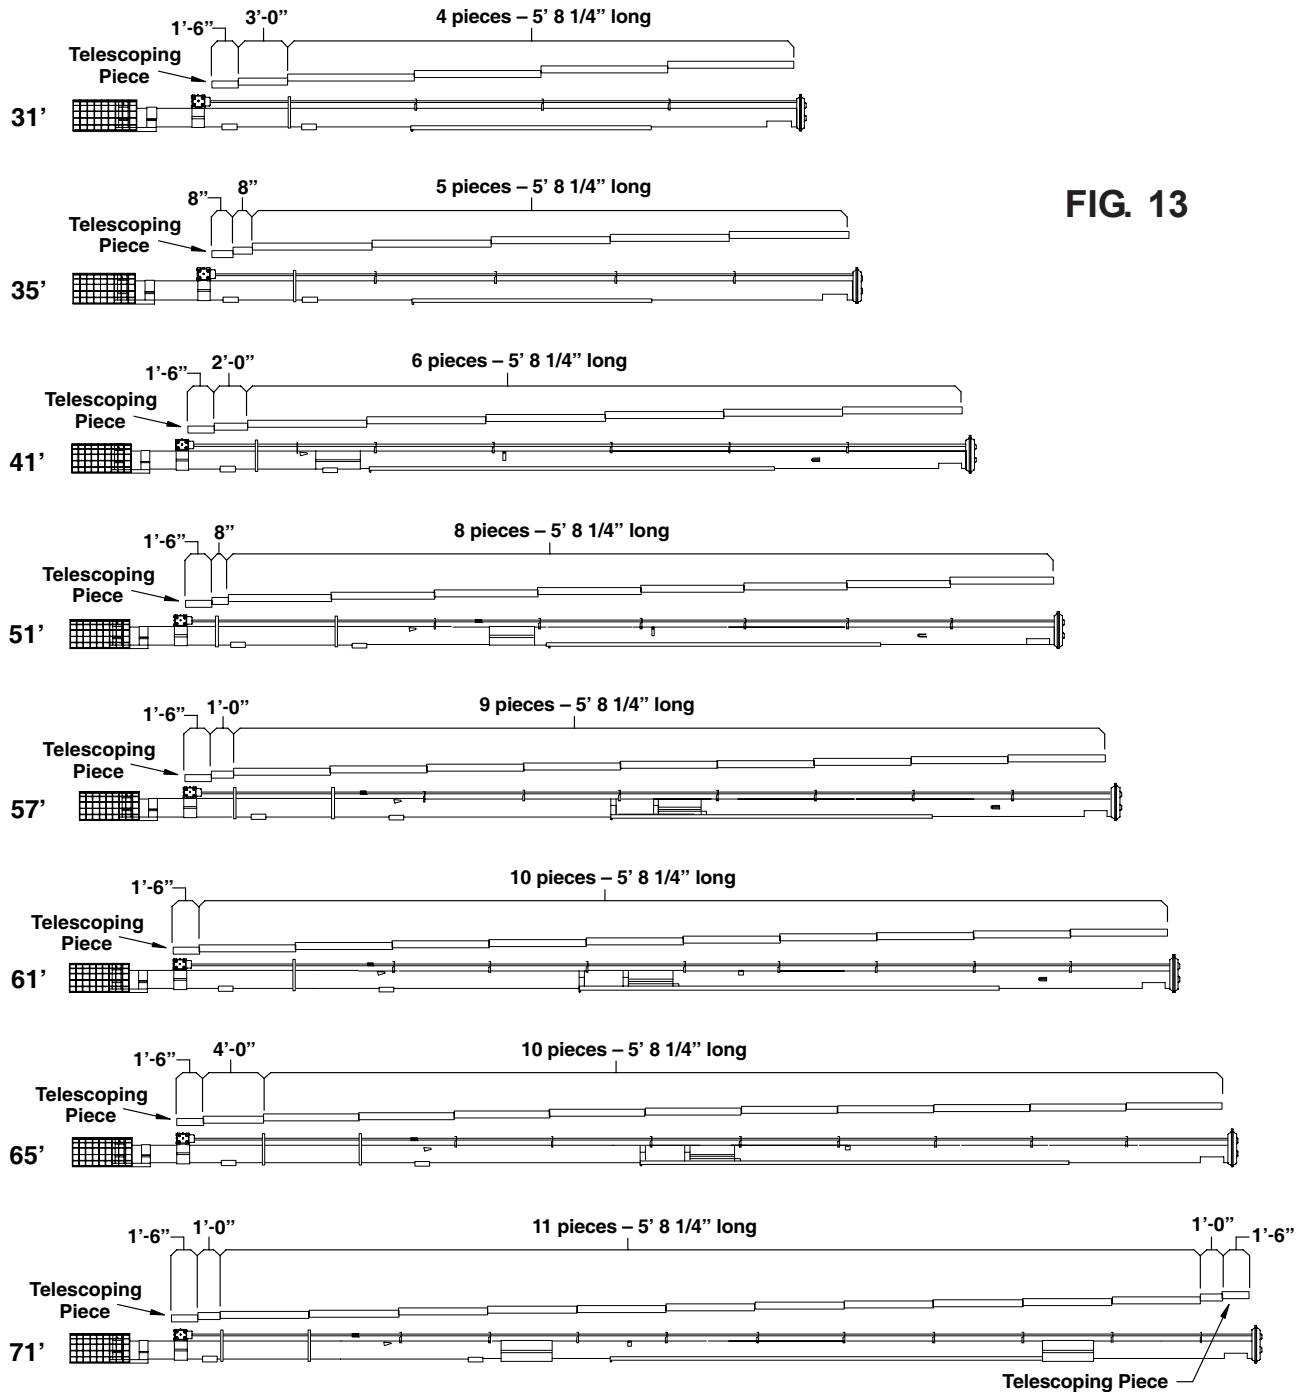 1’-6” 3’-0” 4 pieces – 5’ 8 1/4” long
Telescoping
Piece
31’
FIG. 13
8” 8” 5 pieces – 5’ 8 1/4” long
Telescoping
Piece
35’
1’-6” 2’-0” 6 pieces – 5’ 8 1/4” long
Telescoping
Piece
41’
1’-6” 8” 8 pieces – 5’ 8 1/4” long
Telescoping
Piece
51’
1’-6” 1’-0” 9 pieces – 5’ 8 1/4” long
Telescoping
Piece
57’
1’-6” 10 pieces – 5’ 8 1/4” long
Telescoping
Piece
61’
1’-6” 4’-0” 10 pieces – 5’ 8 1/4” long
Telescoping
Piece
65’
1’-6” 1’-0” 11 pieces – 5’ 8 1/4” long 1’-0” 1’-6”
Telescoping
Piece
71’
Telescoping Piece